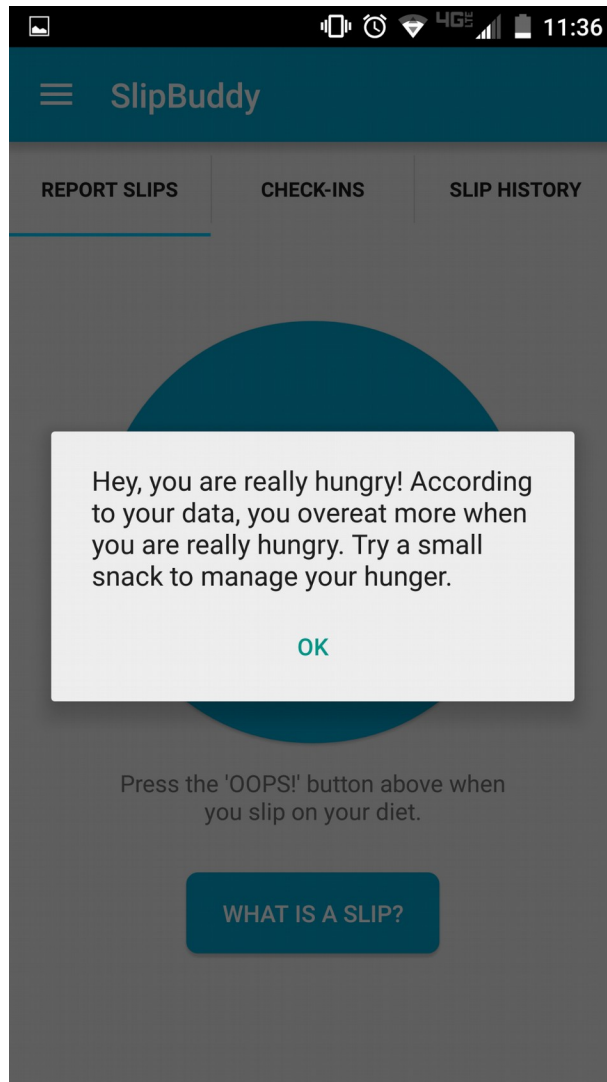 4G LTE 11:36
SlipBuddy
REPORT SLIPS CHECK-INS SLIP HISTORY
Hey, you are really hungry! According
to your data, you overeat more when
you are really hungry. Try a small
snack to manage your hunger.
OK
Press the 'OOPS!' button above when
you slip on your diet.
WHAT IS A SLIP?